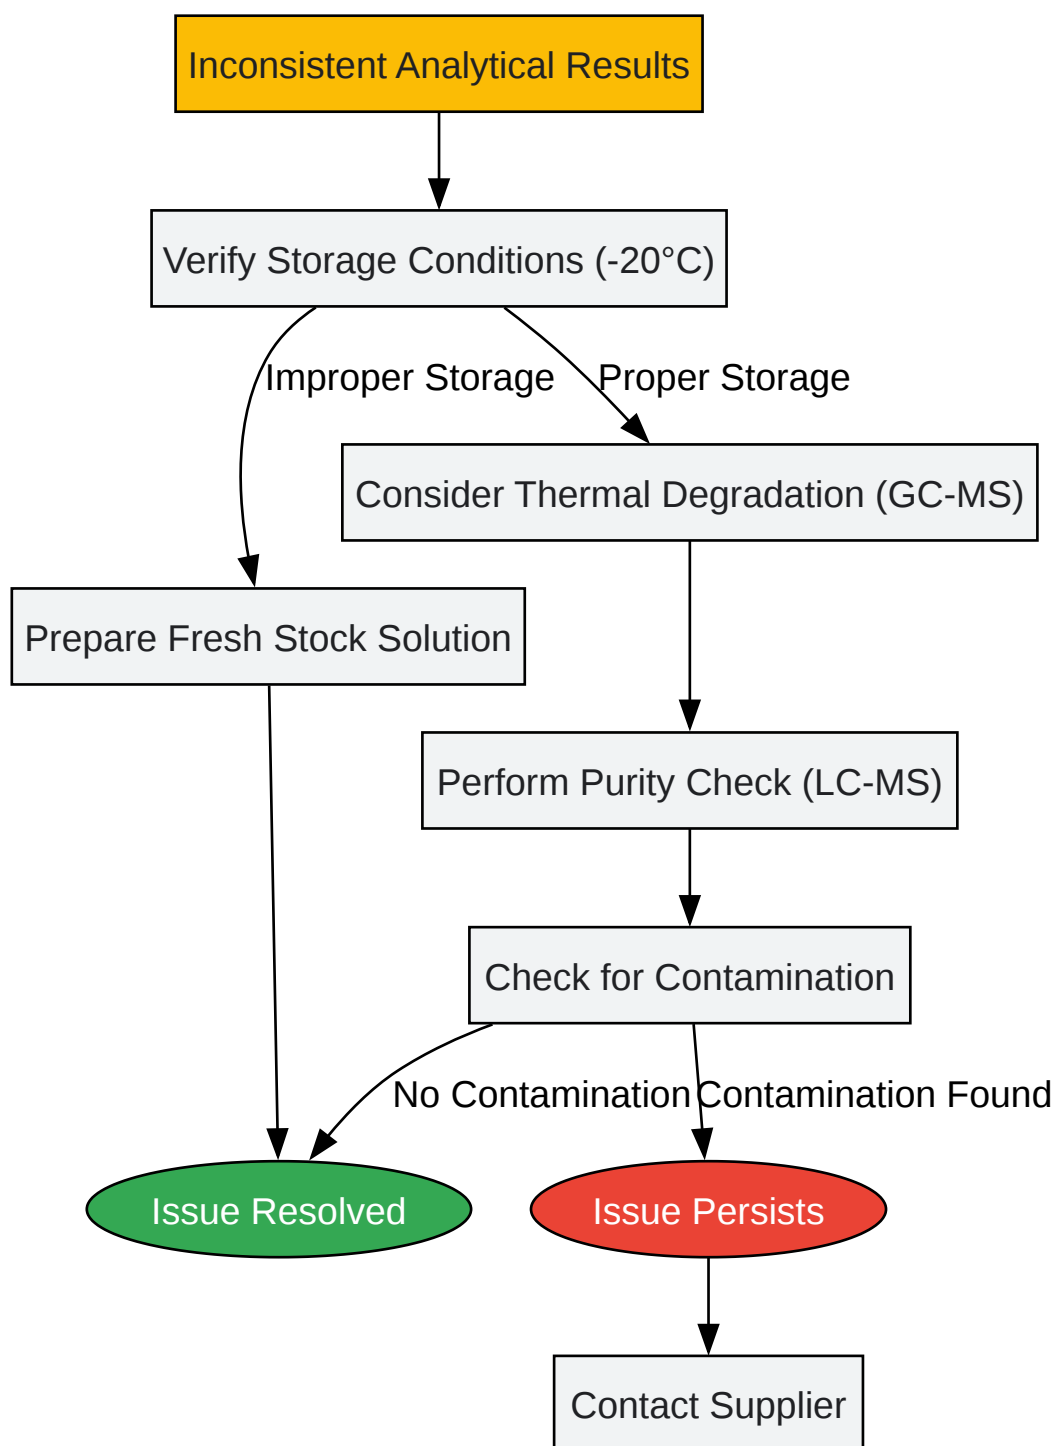 Inconsistent Analytical Results
Verify Storage Conditions (-20°C)
Improper Storage
Proper Storage
Consider Thermal Degradation (GC-MS)
Prepare Fresh Stock Solution
Perform Purity Check (LC-MS)
Check for Contamination
No Contamination
Contamination Found
Issue Resolved
Issue Persists
Contact Supplier